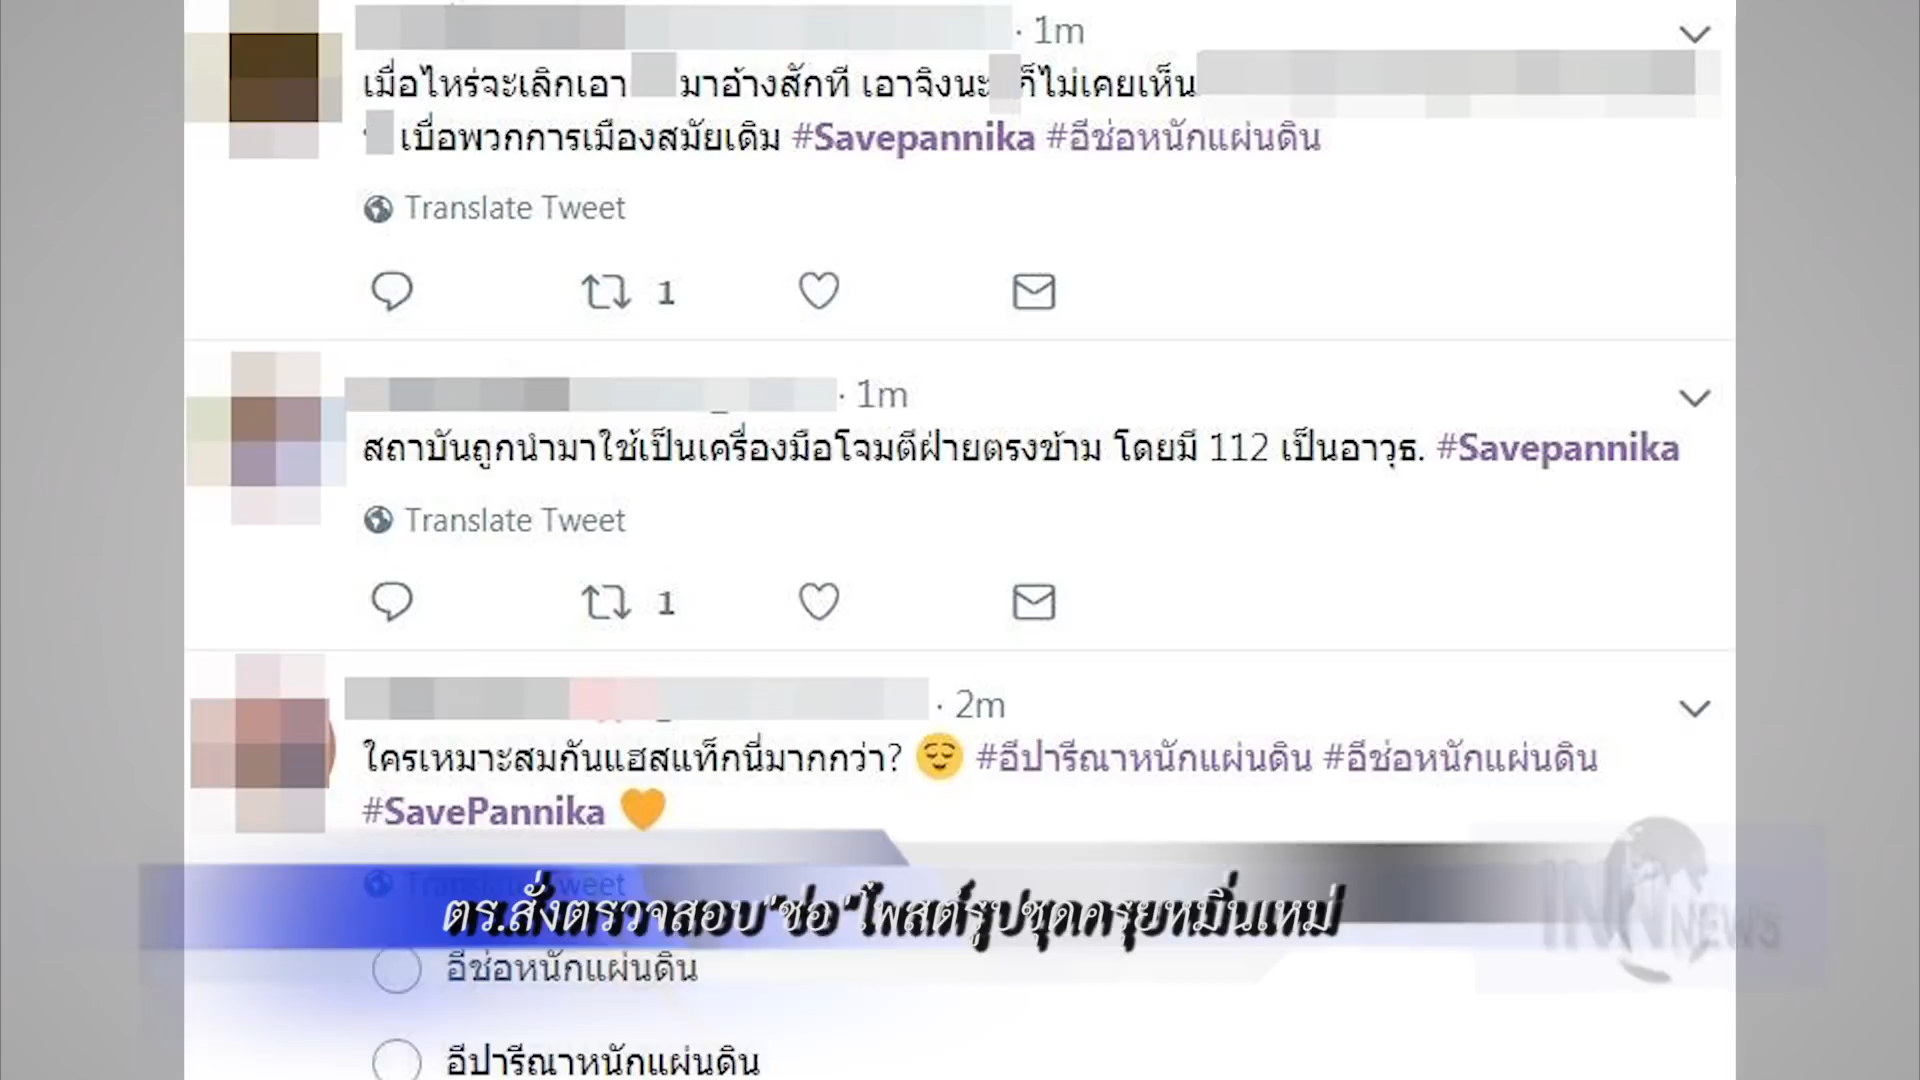 · 1m
เมื่อไหร่จะเลิกเอา มาอ้างสักที เอาจิงนะ ก็ไม่เคยเห็น
เบื่อพวกการเมืองสมัยเดิม #Savepannika #อีช่อหนักแผ่นดิน
Translate Tweet
1
· 1m
สถาบันถูกนำมาใช้เป็นเครื่องมือโจมตีฝ่ายตรงข้าม โดยมี 112 เป็นอาวุธ. #Savepannika
Translate Tweet
1
· 2m
ใครเหมาะสมกันแฮสแท็กนี่มากกว่า? 😌 #อีปารีณาหนักแผ่นดิน #อีช่อหนักแผ่นดิน
#SavePannika 🧡
Translate Tweet
ตร.สั่งตรวจสอบ"ช่อ"โพสต์รูปชุดครุยหมิ่นเหม่
INN NEWS
อีช่อหนักแผ่นดิน
อีปารีณาหนักแผ่นดิน